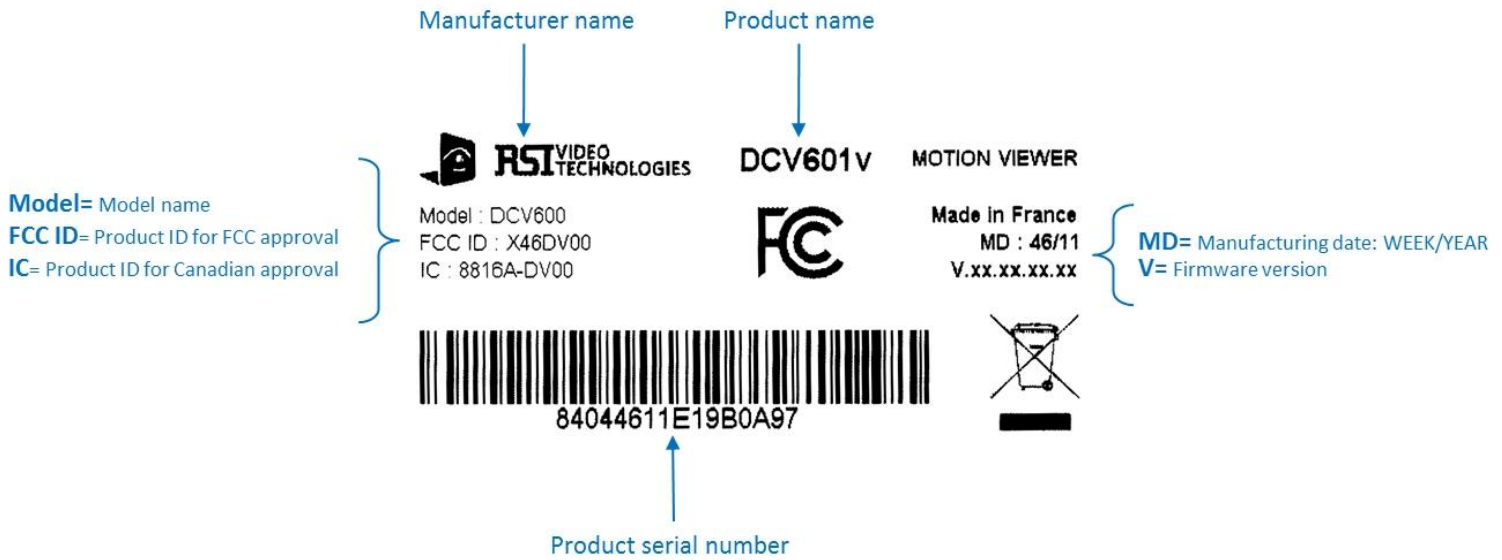 Manufacturer name
Product name
RSI VIDEO TECHNOLOGIES
DCV601v
MOTION VIEWER
Model= Model name
FCC ID= Product ID for FCC approval
IC= Product ID for Canadian approval
Model : DCV600
FCC ID : X46DV00
IC : 8816A-DV00
FC
Made in France
MD : 46/11
V.xx.xx.xx.xx
MD= Manufacturing date: WEEK/YEAR
V= Firmware version
84044611E19B0A97
Product serial number